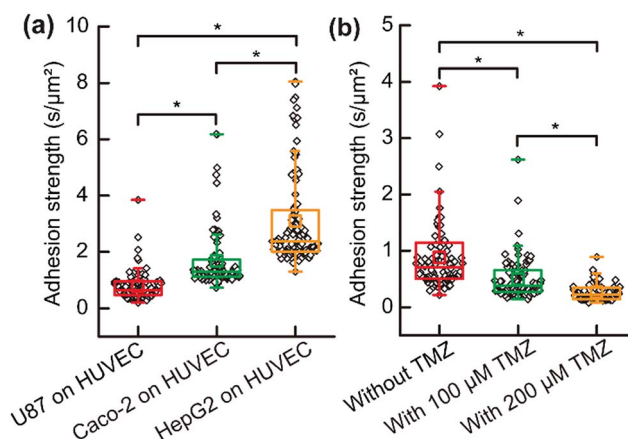 (a)
Adhesion strength (s/µm²)
10
8
6
4
2
0
*
*
*
U87 on HUVEC
Caco-2 on HUVEC
HepG2 on HUVEC
(b)
Adhesion strength (s/µm²)
5
4
3
2
1
0
*
*
*
Without TMZ
With 100 µM TMZ
With 200 µM TMZ